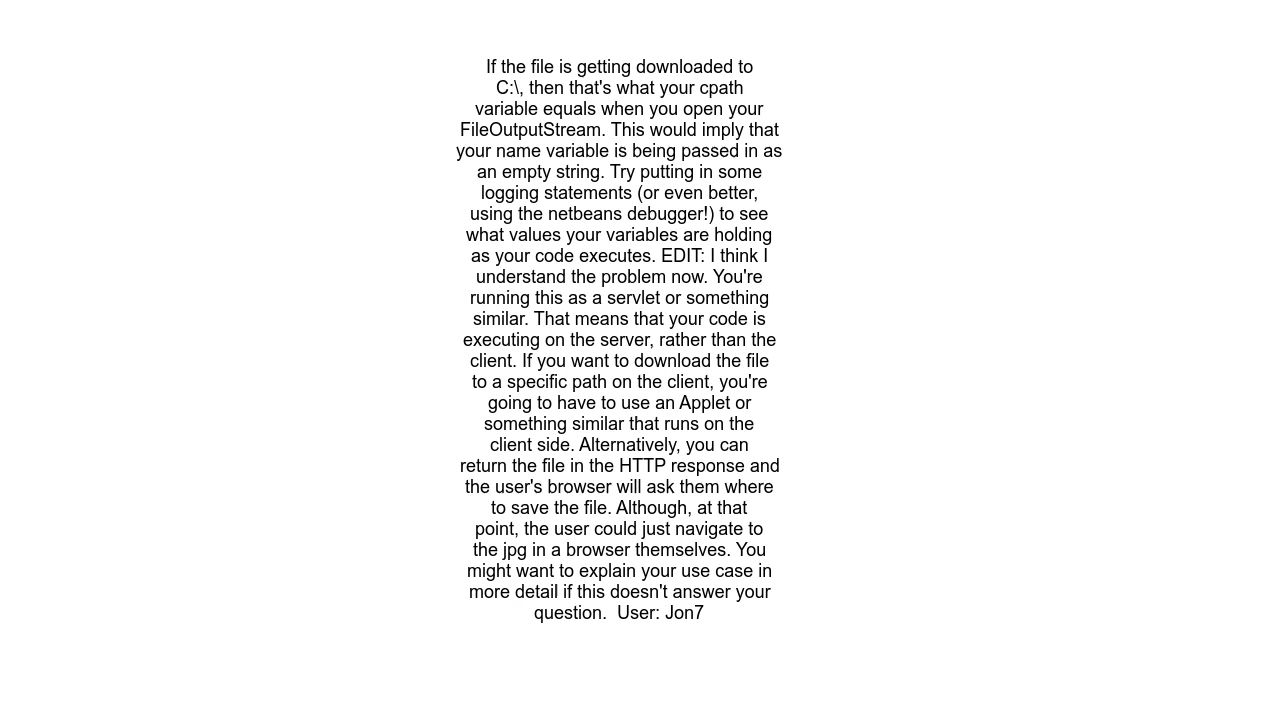 If the file is getting downloaded to
C:\, then that's what your cpath
variable equals when you open your
FileOutputStream. This would imply that
your name variable is being passed in as
an empty string. Try putting in some
logging statements (or even better,
using the netbeans debugger!) to see
what values your variables are holding
as your code executes. EDIT: I think I
understand the problem now. You're
running this as a servlet or something
similar. That means that your code is
executing on the server, rather than the
client. If you want to download the file
to a specific path on the client, you're
going to have to use an Applet or
something similar that runs on the
client side. Alternatively, you can
return the file in the HTTP response and
the user's browser will ask them where
to save the file. Although, at that
point, the user could just navigate to
the jpg in a browser themselves. You
might want to explain your use case in
more detail if this doesn't answer your
question.  User: Jon7